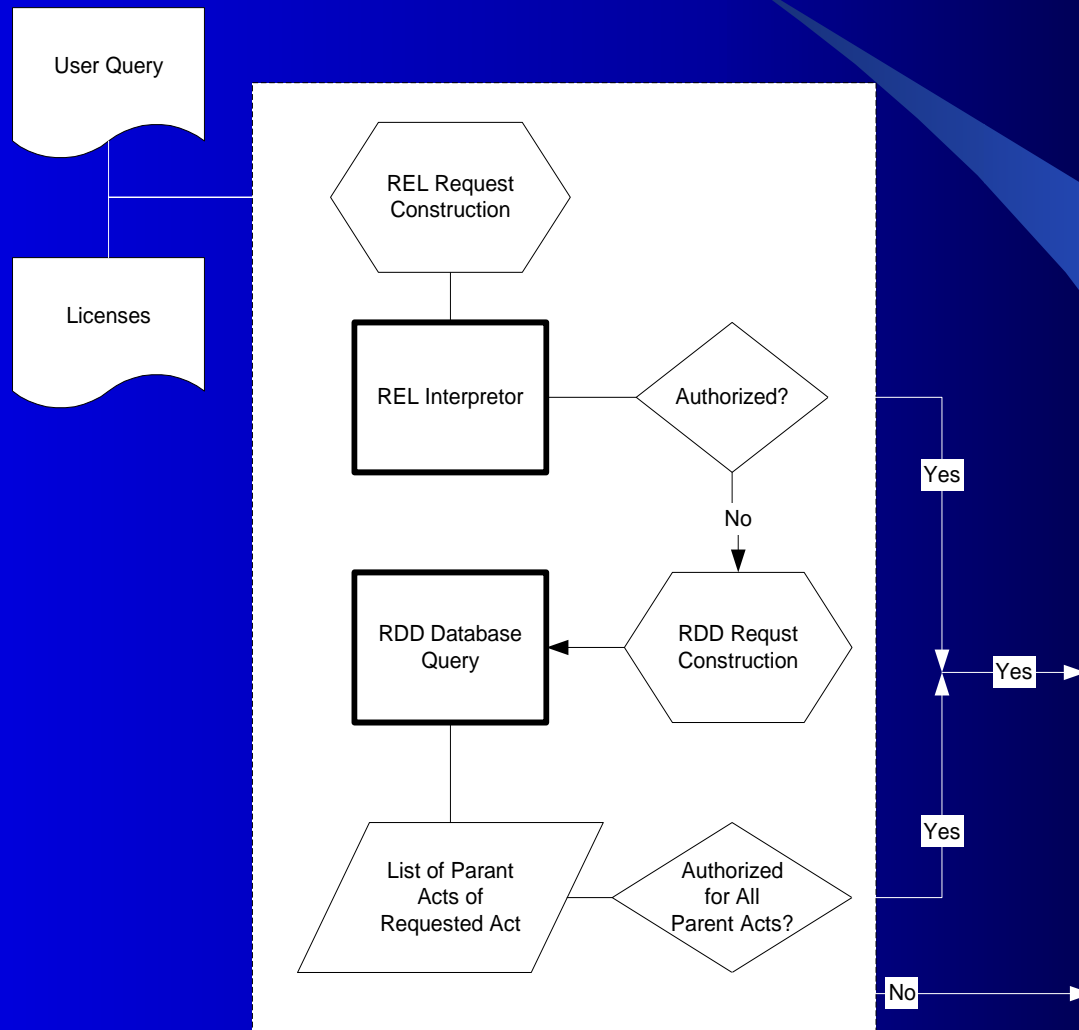 User Query
Licenses
REL Request
Construction
REL Interpretor
Authorized?
Yes
No
RDD Database
Query
RDD Requst
Construction
Yes
List of Parant
Acts of
Requested Act
Authorized
for All
Parent Acts?
Yes
No